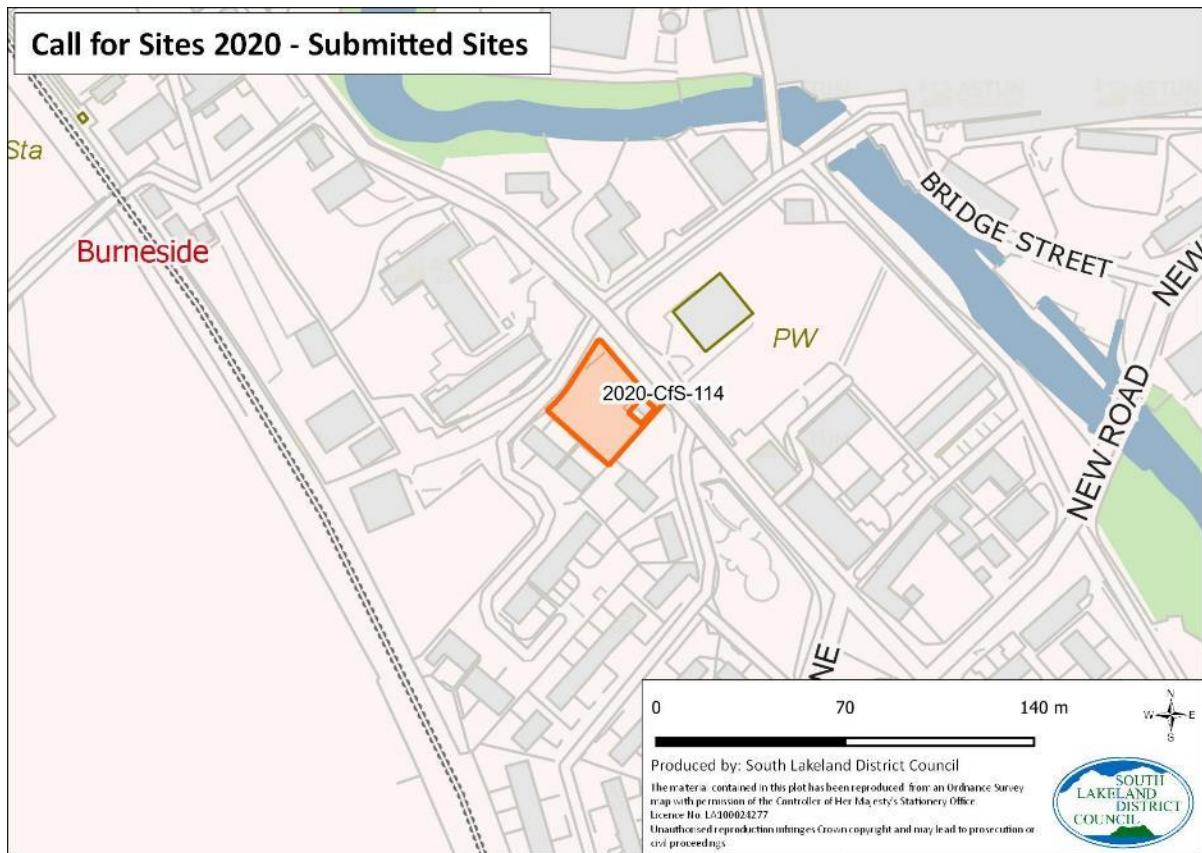 Call for Sites 2020 - Submitted Sites
Sta
Burneside
BRIDGE STREET
NEW
PW
2020-CfS-114
NEW ROAD
NE
0 70 140 m
N
W E
S
Produced by: South Lakeland District Council
The material contained in this plot has been reproduced from an Ordnance Survey
map with permission of the Controller of Her Majesty's Stationery Office.
Licence No. LA100024277
Unauthorised reproduction infringes Crown copyright and may lead to prosecution or
civil proceedings
SOUTH
LAKELAND
DISTRICT
COUNCIL